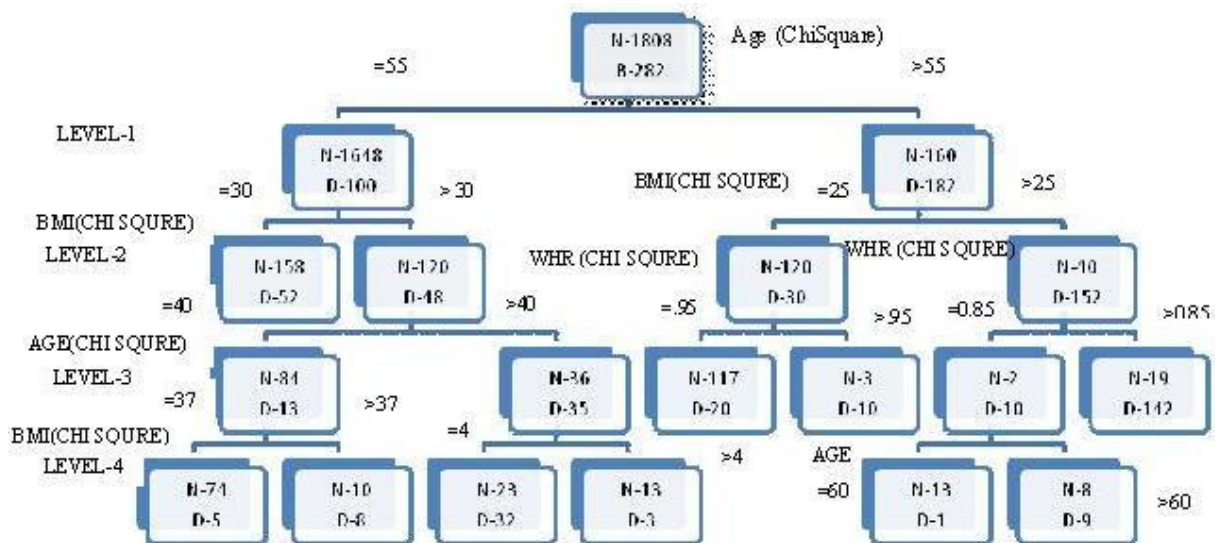 N-1808 Age (ChiSquare)
B-282
=55 >55
LEVEL-1
N-1648
D-100
N-160
D-182
=30 >30
BMI(CHI SQURE) =25 >25
BMI(CHI SQURE)
LEVEL-2
N-158
D-52
N-120
D-48
WHR (CHI SQURE)
N-120
D-30
WHR (CHI SQURE)
N-40
D-152
=40 >40 =.95 >.95 =0.85 >0.85
AGE(CHI SQURE)
LEVEL-3
N-84
D-13
N-36
D-35
N-117
D-20
N-3
D-10
N-2
D-10
N-19
D-142
=37 >37
BMI(CHI SQURE) =4 >4 AGE
LEVEL-4
N-74
D-5
N-10
D-8
N-23
D-32
N-13
D-3
=60
N-13
D-1
N-8
D-9
>60